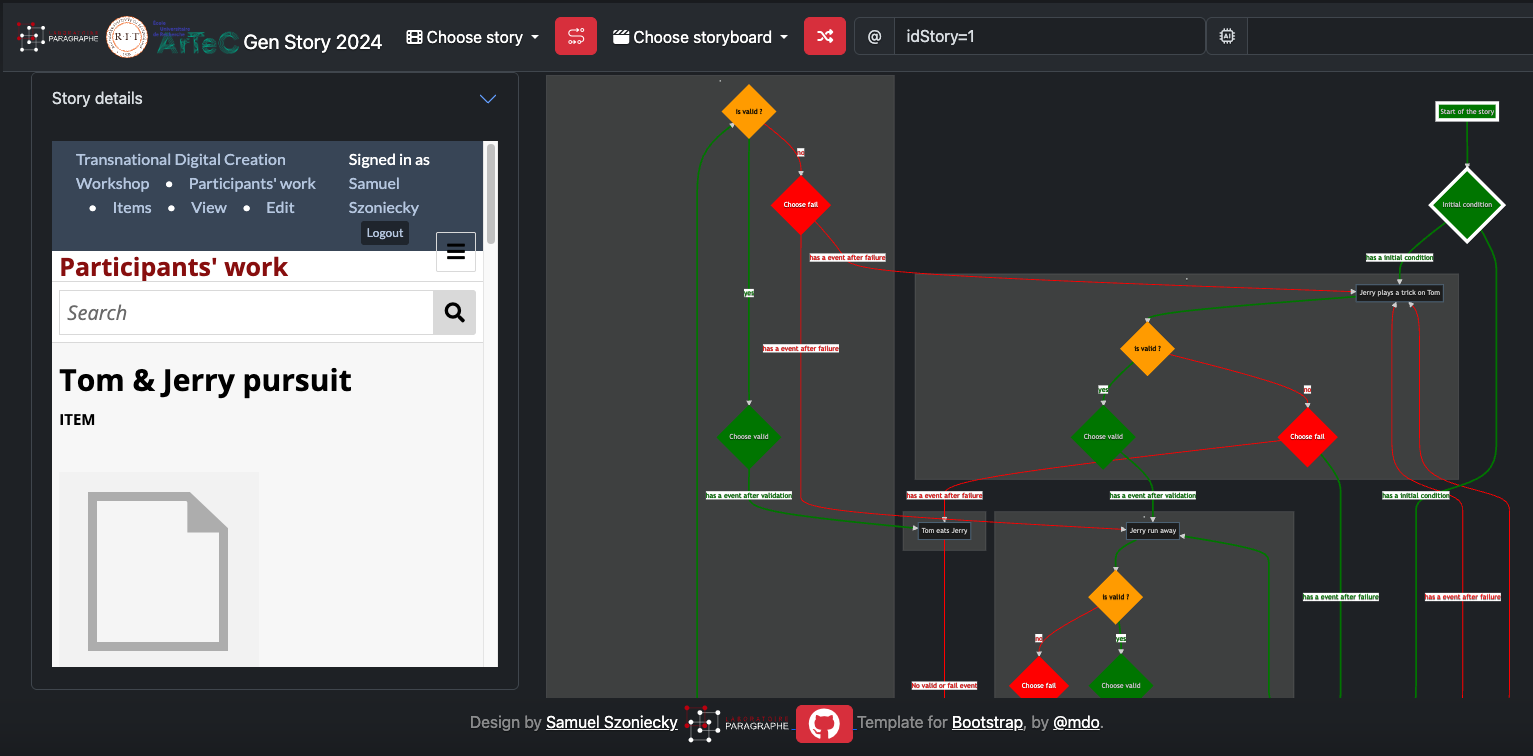 PARAGRAPHE
R·I·T
ArTeC
Gen Story 2024
Choose story
Choose storyboard
@
idStory=1
AI
Story details
Transnational Digital Creation
Workshop • Participants' work
• Items • View • Edit
Signed in as
Samuel
Szoniecky
Logout
Participants' work
Search
Tom & Jerry pursuit
ITEM
Is valid ?
no
Choose fail
has a event after failure
yes
has a event after failure
Choose valid
has a event after validation
Start of the story
Initial condition
has a initial condition
Jerry plays a trick on Tom
Is valid ?
yes
no
Choose valid
Choose fail
has a event after failure
has a event after validation
has a initial condition
Tom eats Jerry
Jerry run away
Is valid ?
has a event after failure
has a event after failure
no
yes
Choose fail
Choose valid
No valid or fail event
Design by Samuel Szoniecky
PARAGRAPHE
Template for Bootstrap, by @mdo.